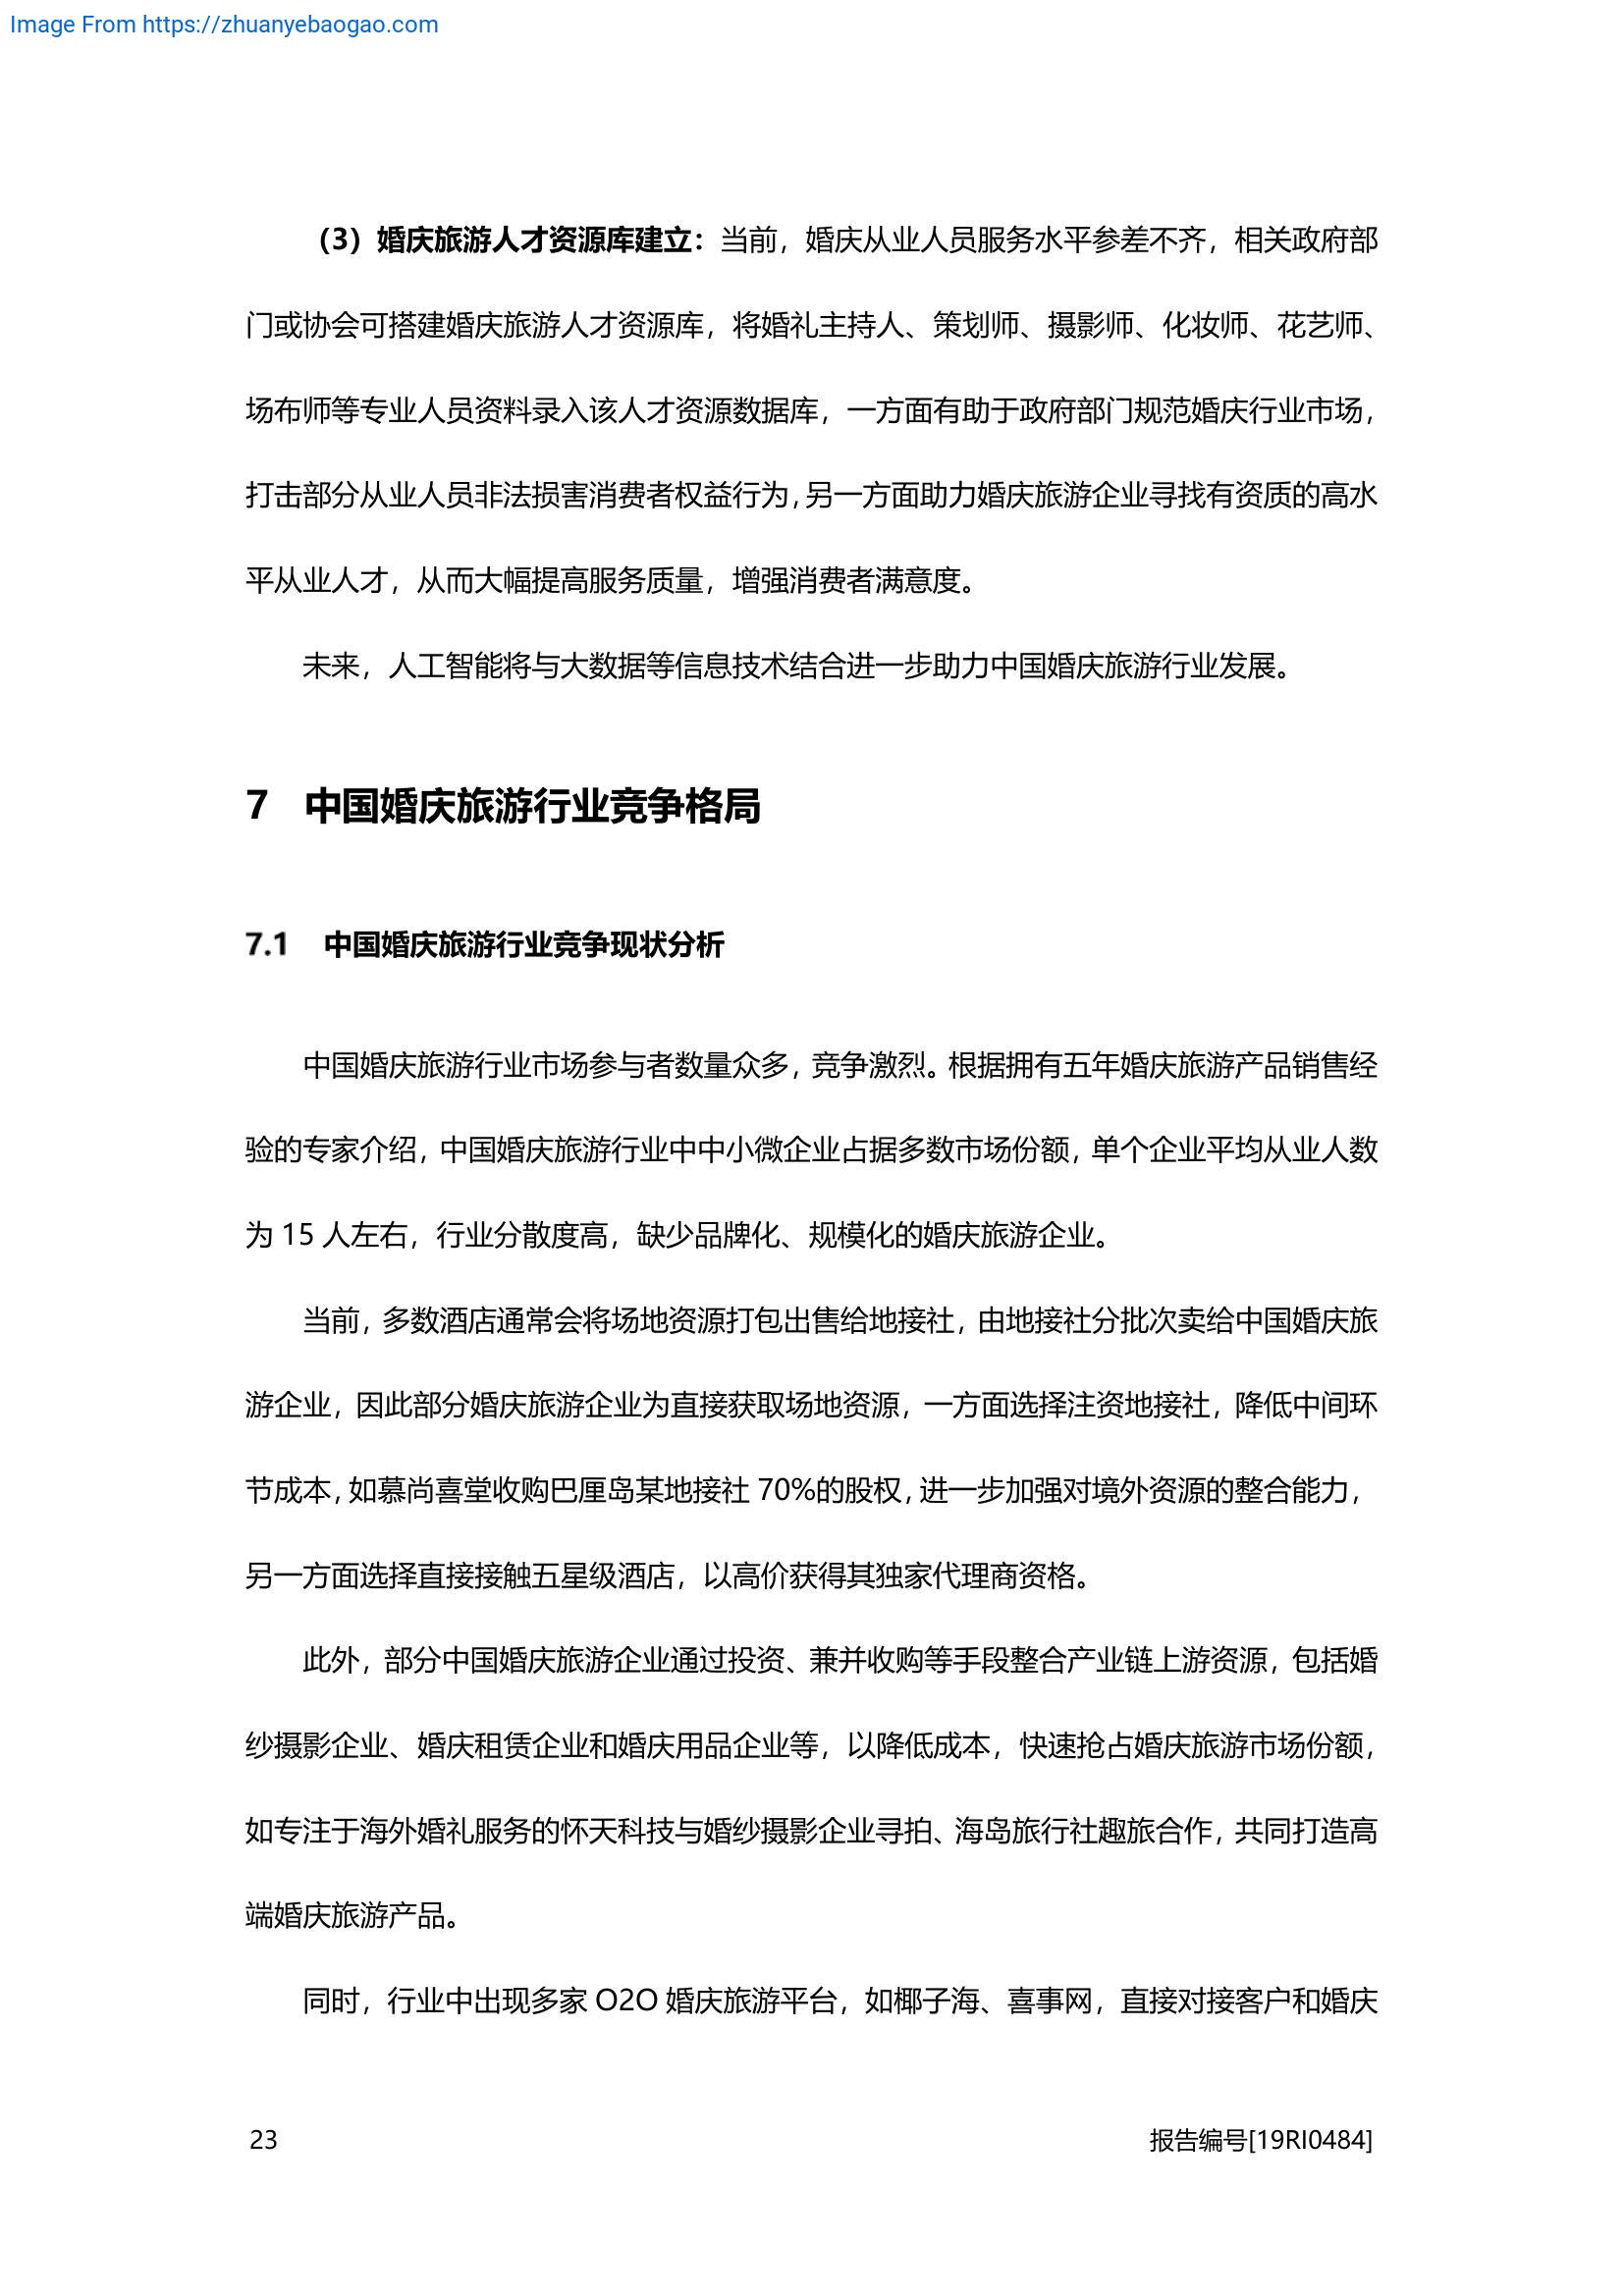 Image From https://zhuanyebaogao.com
（3）婚庆旅游人才资源库建立：当前，婚庆从业人员服务水平参差不齐，相关政府部
门或协会可搭建婚庆旅游人才资源库，将婚礼主持人、策划师、摄影师、化妆师、花艺师、
场布师等专业人员资料录入该人才资源数据库，一方面有助于政府部门规范婚庆行业市场，
打击部分从业人员非法损害消费者权益行为，另一方面助力婚庆旅游企业寻找有资质的高水
平从业人才，从而大幅提高服务质量，增强消费者满意度。
未来，人工智能将与大数据等信息技术结合进一步助力中国婚庆旅游行业发展。
7 中国婚庆旅游行业竞争格局
7.1 中国婚庆旅游行业竞争现状分析
中国婚庆旅游行业市场参与者数量众多，竞争激烈。根据拥有五年婚庆旅游产品销售经
验的专家介绍，中国婚庆旅游行业中中小微企业占据多数市场份额，单个企业平均从业人数
为 15 人左右，行业分散度高，缺少品牌化、规模化的婚庆旅游企业。
当前，多数酒店通常会将场地资源打包出售给地接社，由地接社分批次卖给中国婚庆旅
游企业，因此部分婚庆旅游企业为直接获取场地资源，一方面选择注资地接社，降低中间环
节成本，如慕尚喜堂收购巴厘岛某地接社 70%的股权，进一步加强对境外资源的整合能力，
另一方面选择直接接触五星级酒店，以高价获得其独家代理商资格。
此外，部分中国婚庆旅游企业通过投资、兼并收购等手段整合产业链上游资源，包括婚
纱摄影企业、婚庆租赁企业和婚庆用品企业等，以降低成本，快速抢占婚庆旅游市场份额，
如专注于海外婚礼服务的怀天科技与婚纱摄影企业寻拍、海岛旅行社趣旅合作，共同打造高
端婚庆旅游产品。
同时，行业中出现多家 O2O 婚庆旅游平台，如椰子海、喜事网，直接对接客户和婚庆
23 报告编号[19RI0484]